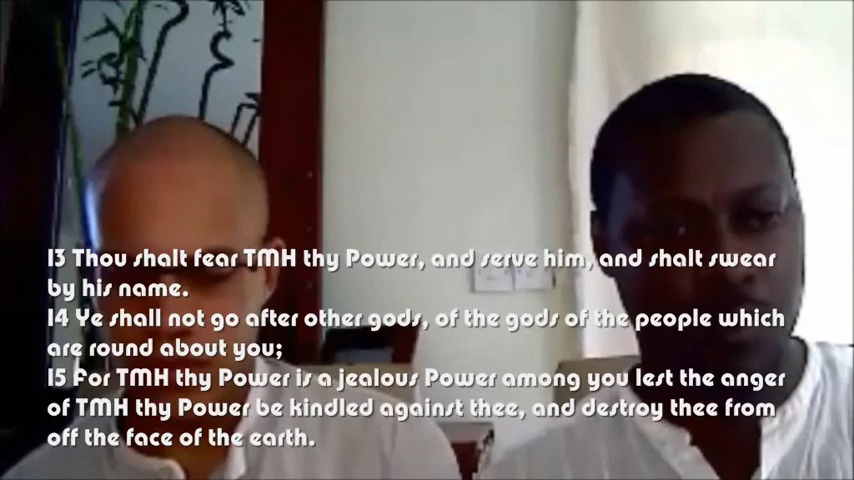 13 Thou shalt fear TMH thy Power, and serve him, and shalt swear
by his name.
14 Ye shall not go after other gods, of the gods of the people which
are round about you;
15 For TMH thy Power is a jealous Power among you lest the anger
of TMH thy Power be kindled against thee, and destroy thee from
off the face of the earth.